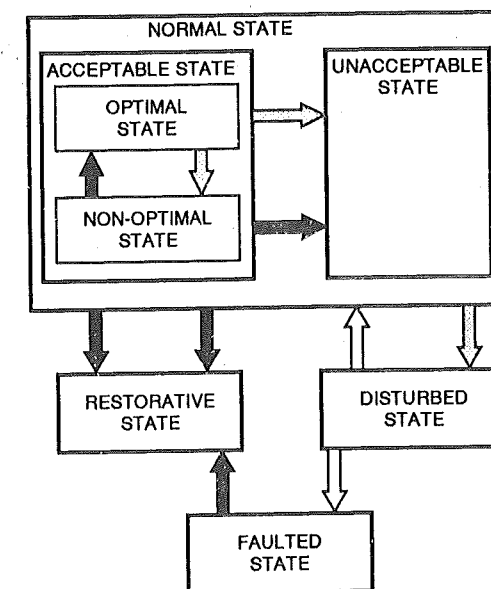 NORMAL STATE
ACCEPTABLE STATE
OPTIMAL
STATE
NON-OPTIMAL
STATE
UNACCEPTABLE
STATE
RESTORATIVE
STATE
DISTURBED
STATE
FAULTED
STATE